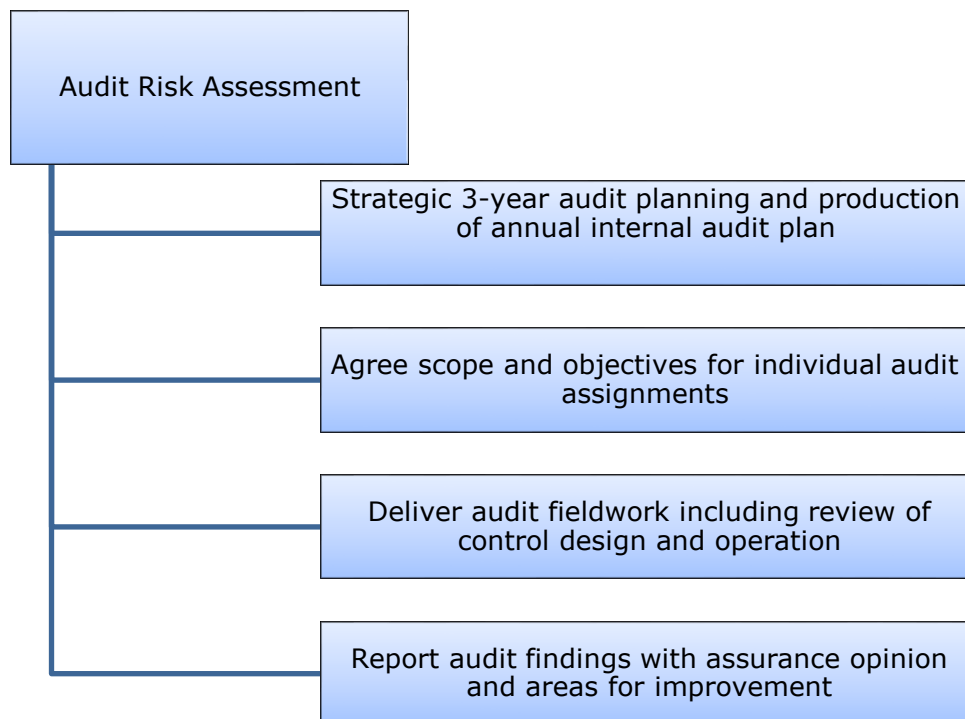 Audit Risk Assessment
Strategic 3-year audit planning and production
of annual internal audit plan
Agree scope and objectives for individual audit
assignments
Deliver audit fieldwork including review of
control design and operation
Report audit findings with assurance opinion
and areas for improvement